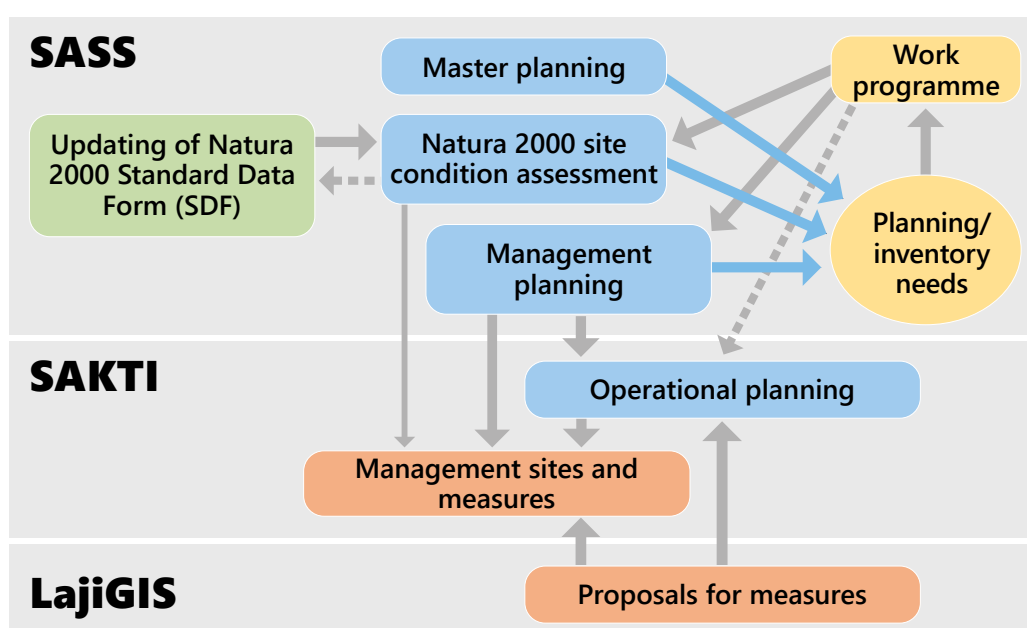 SASS
Master planning
Work
programme
Updating of Natura
2000 Standard Data
Form (SDF)
Natura 2000 site
condition assessment
Planning/
inventory
needs
Management
planning
SAKTI
Operational planning
Management sites and
measures
LajiGIS
Proposals for measures